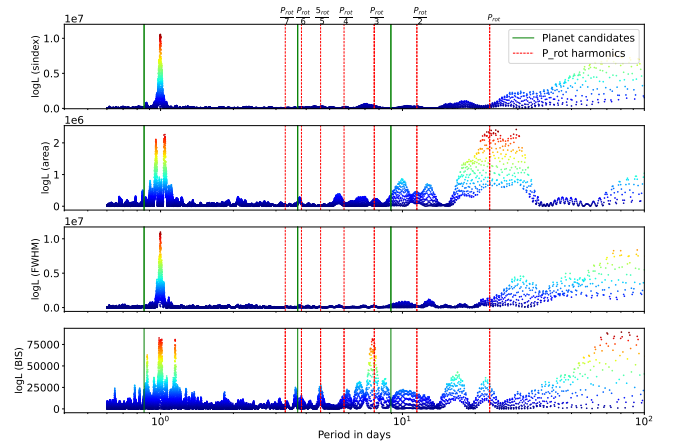 P_rot/7 P_rot/6 5_rot/5 P_rot/4 P_rot/3 P_rot/2 P_rot
1e7
Planet candidates
P_rot harmonics
logL (sindex)
1.0
0.5
0.0
1e6
logL (area)
2
1
0
1e7
logL (FWHM)
1.0
0.5
0.0
logL (BIS)
75000
50000
25000
0
10^0 10^1 10^2
Period in days